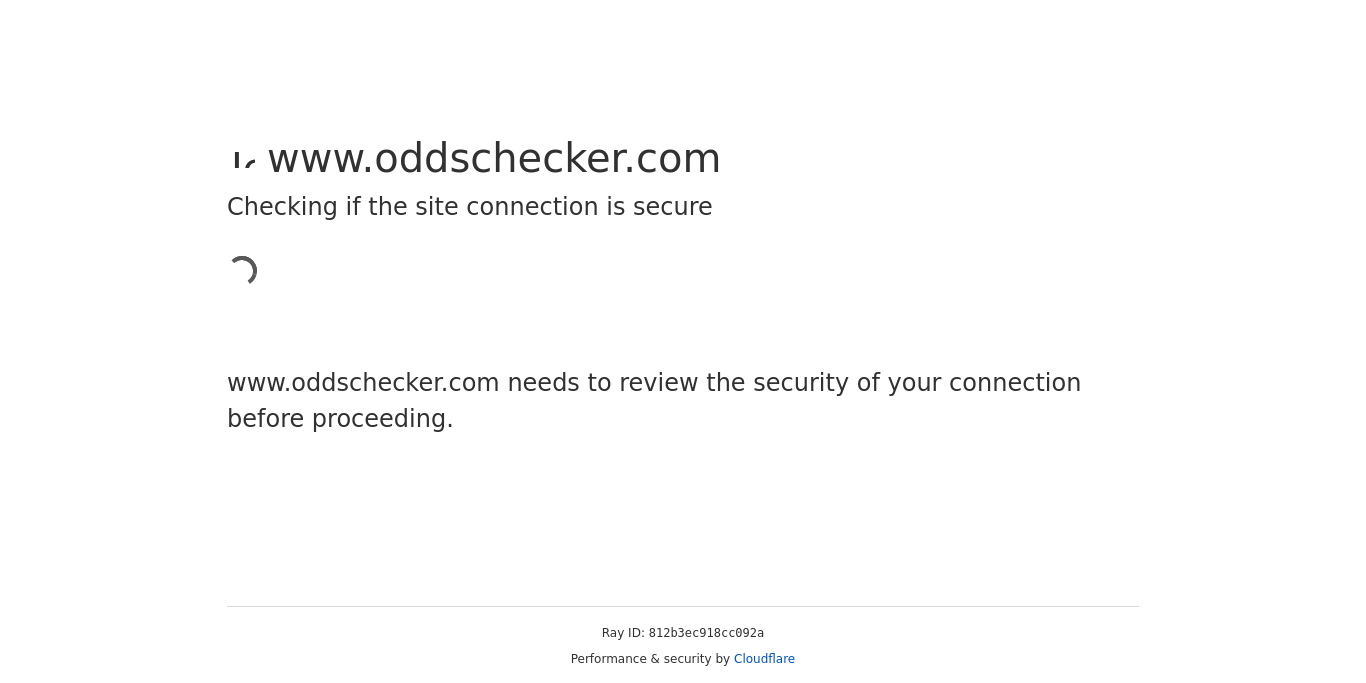 www.oddschecker.com
Checking if the site connection is secure
www.oddschecker.com needs to review the security of your connection
before proceeding.
Ray ID: 812b3ec918cc092a
Performance & security by Cloudflare